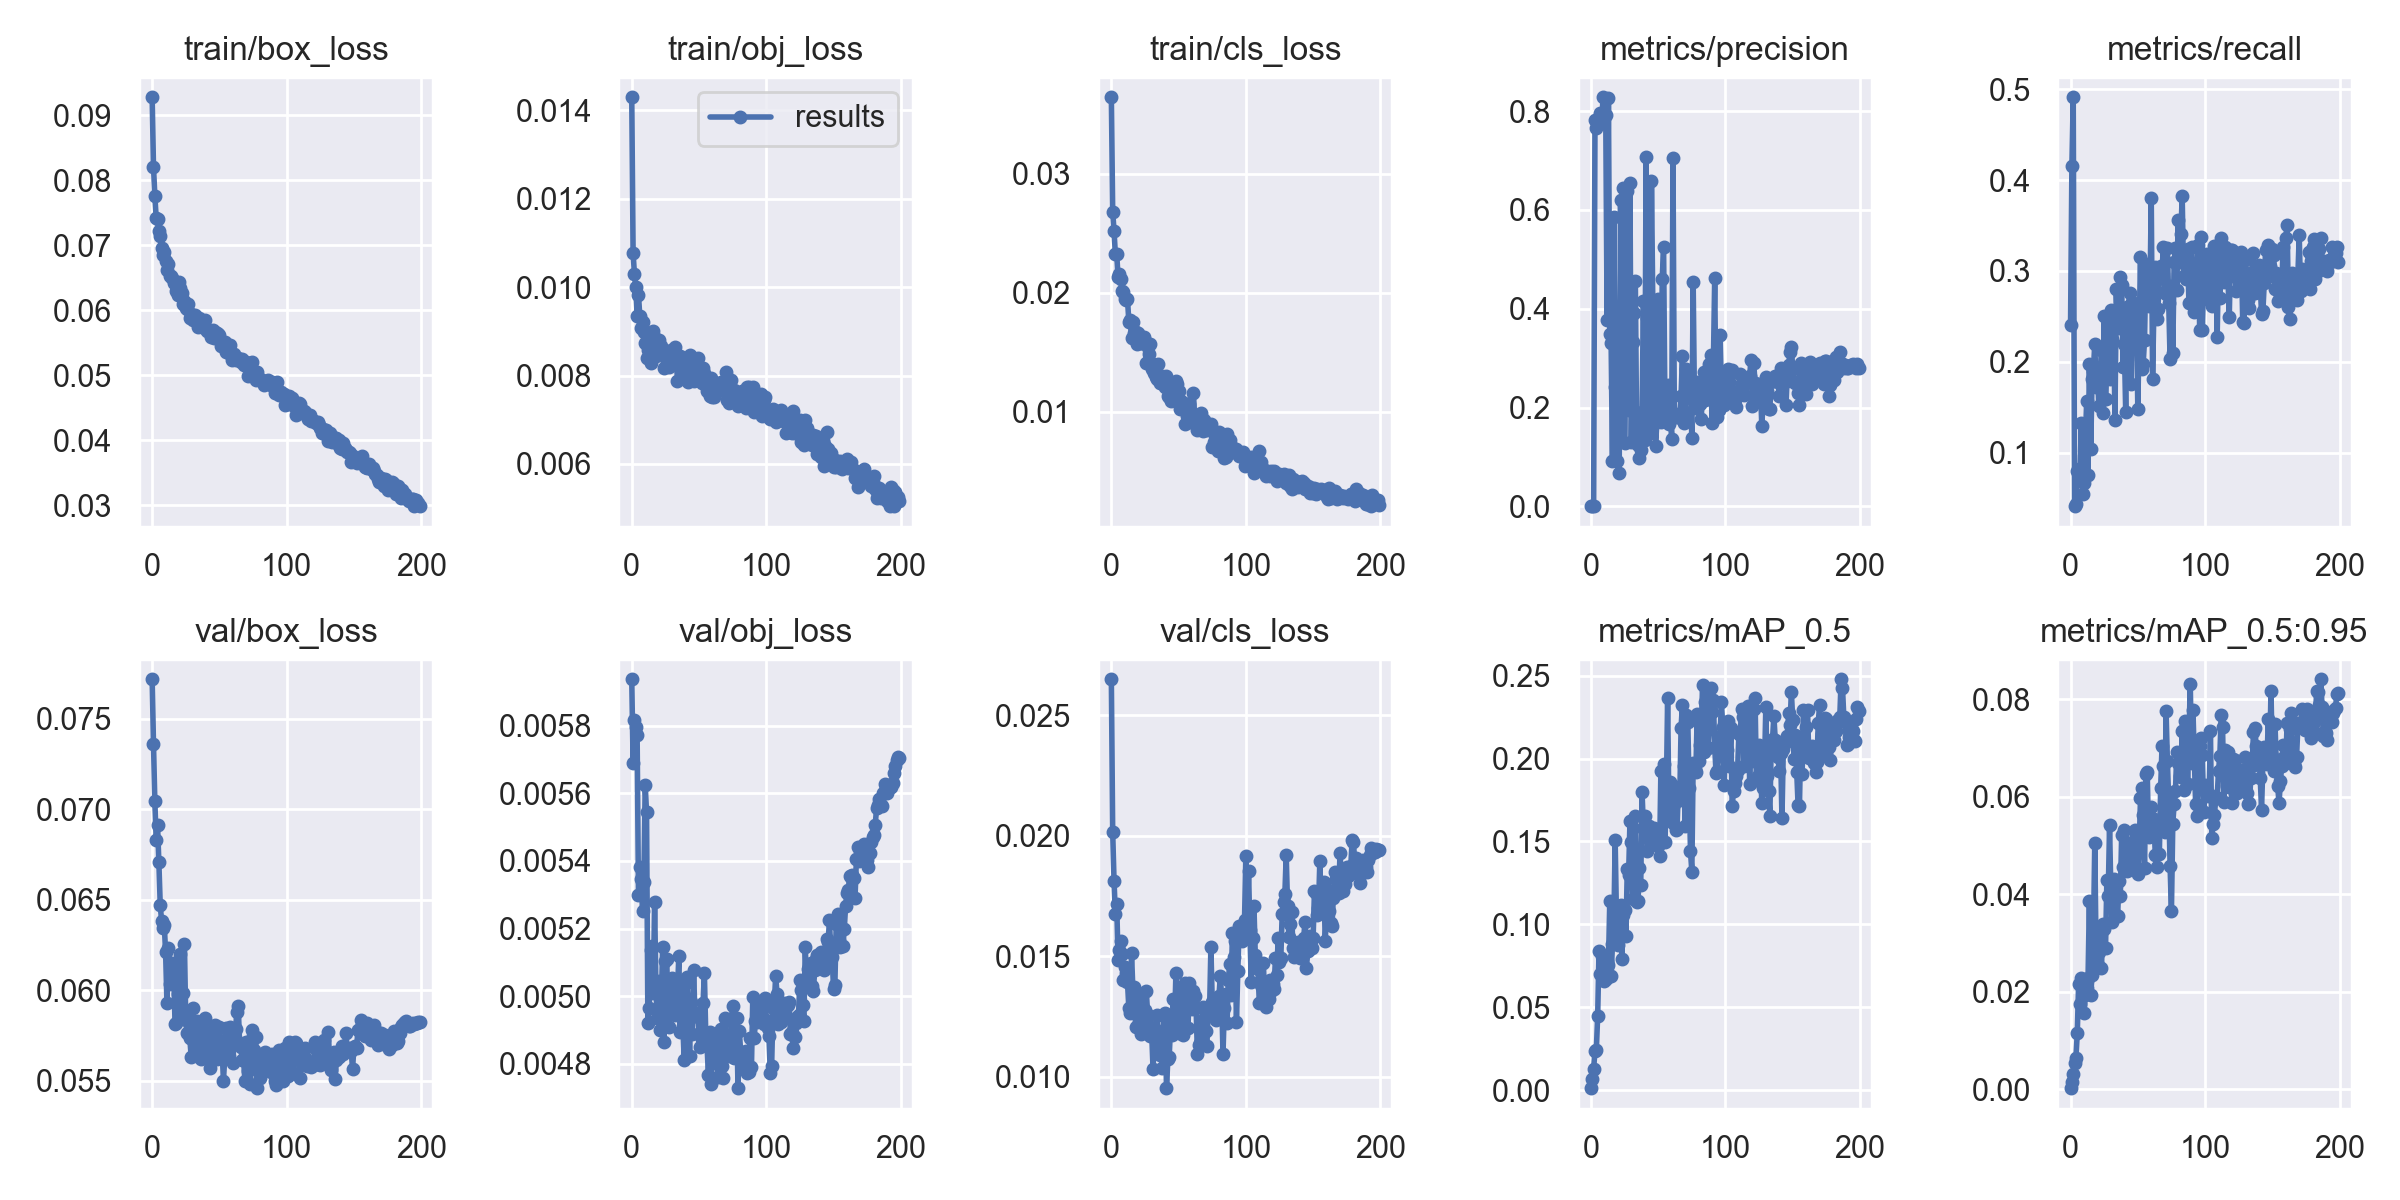 train/box_loss
0.09
0.08
0.07
0.06
0.05
0.04
0.03
0 100 200
train/obj_loss
results
0.014
0.012
0.010
0.008
0.006
0 100 200
train/cls_loss
0.03
0.02
0.01
0 100 200
metrics/precision
0.8
0.6
0.4
0.2
0.0
0 100 200
metrics/recall
0.5
0.4
0.3
0.2
0.1
0 100 200
val/box_loss
0.075
0.070
0.065
0.060
0.055
0 100 200
val/obj_loss
0.0058
0.0056
0.0054
0.0052
0.0050
0.0048
0 100 200
val/cls_loss
0.025
0.020
0.015
0.010
0 100 200
metrics/mAP_0.5
0.25
0.20
0.15
0.10
0.05
0.00
0 100 200
metrics/mAP_0.5:0.95
0.08
0.06
0.04
0.02
0.00
0 100 200